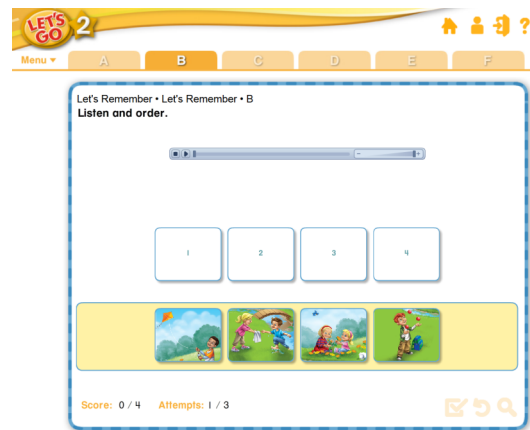 LET'S GO 2
?
Menu A B C D E F
Let's Remember • Let's Remember • B
Listen and order.
- +
1 2 3 4
Score: 0 / 4 Attempts: 1 / 3